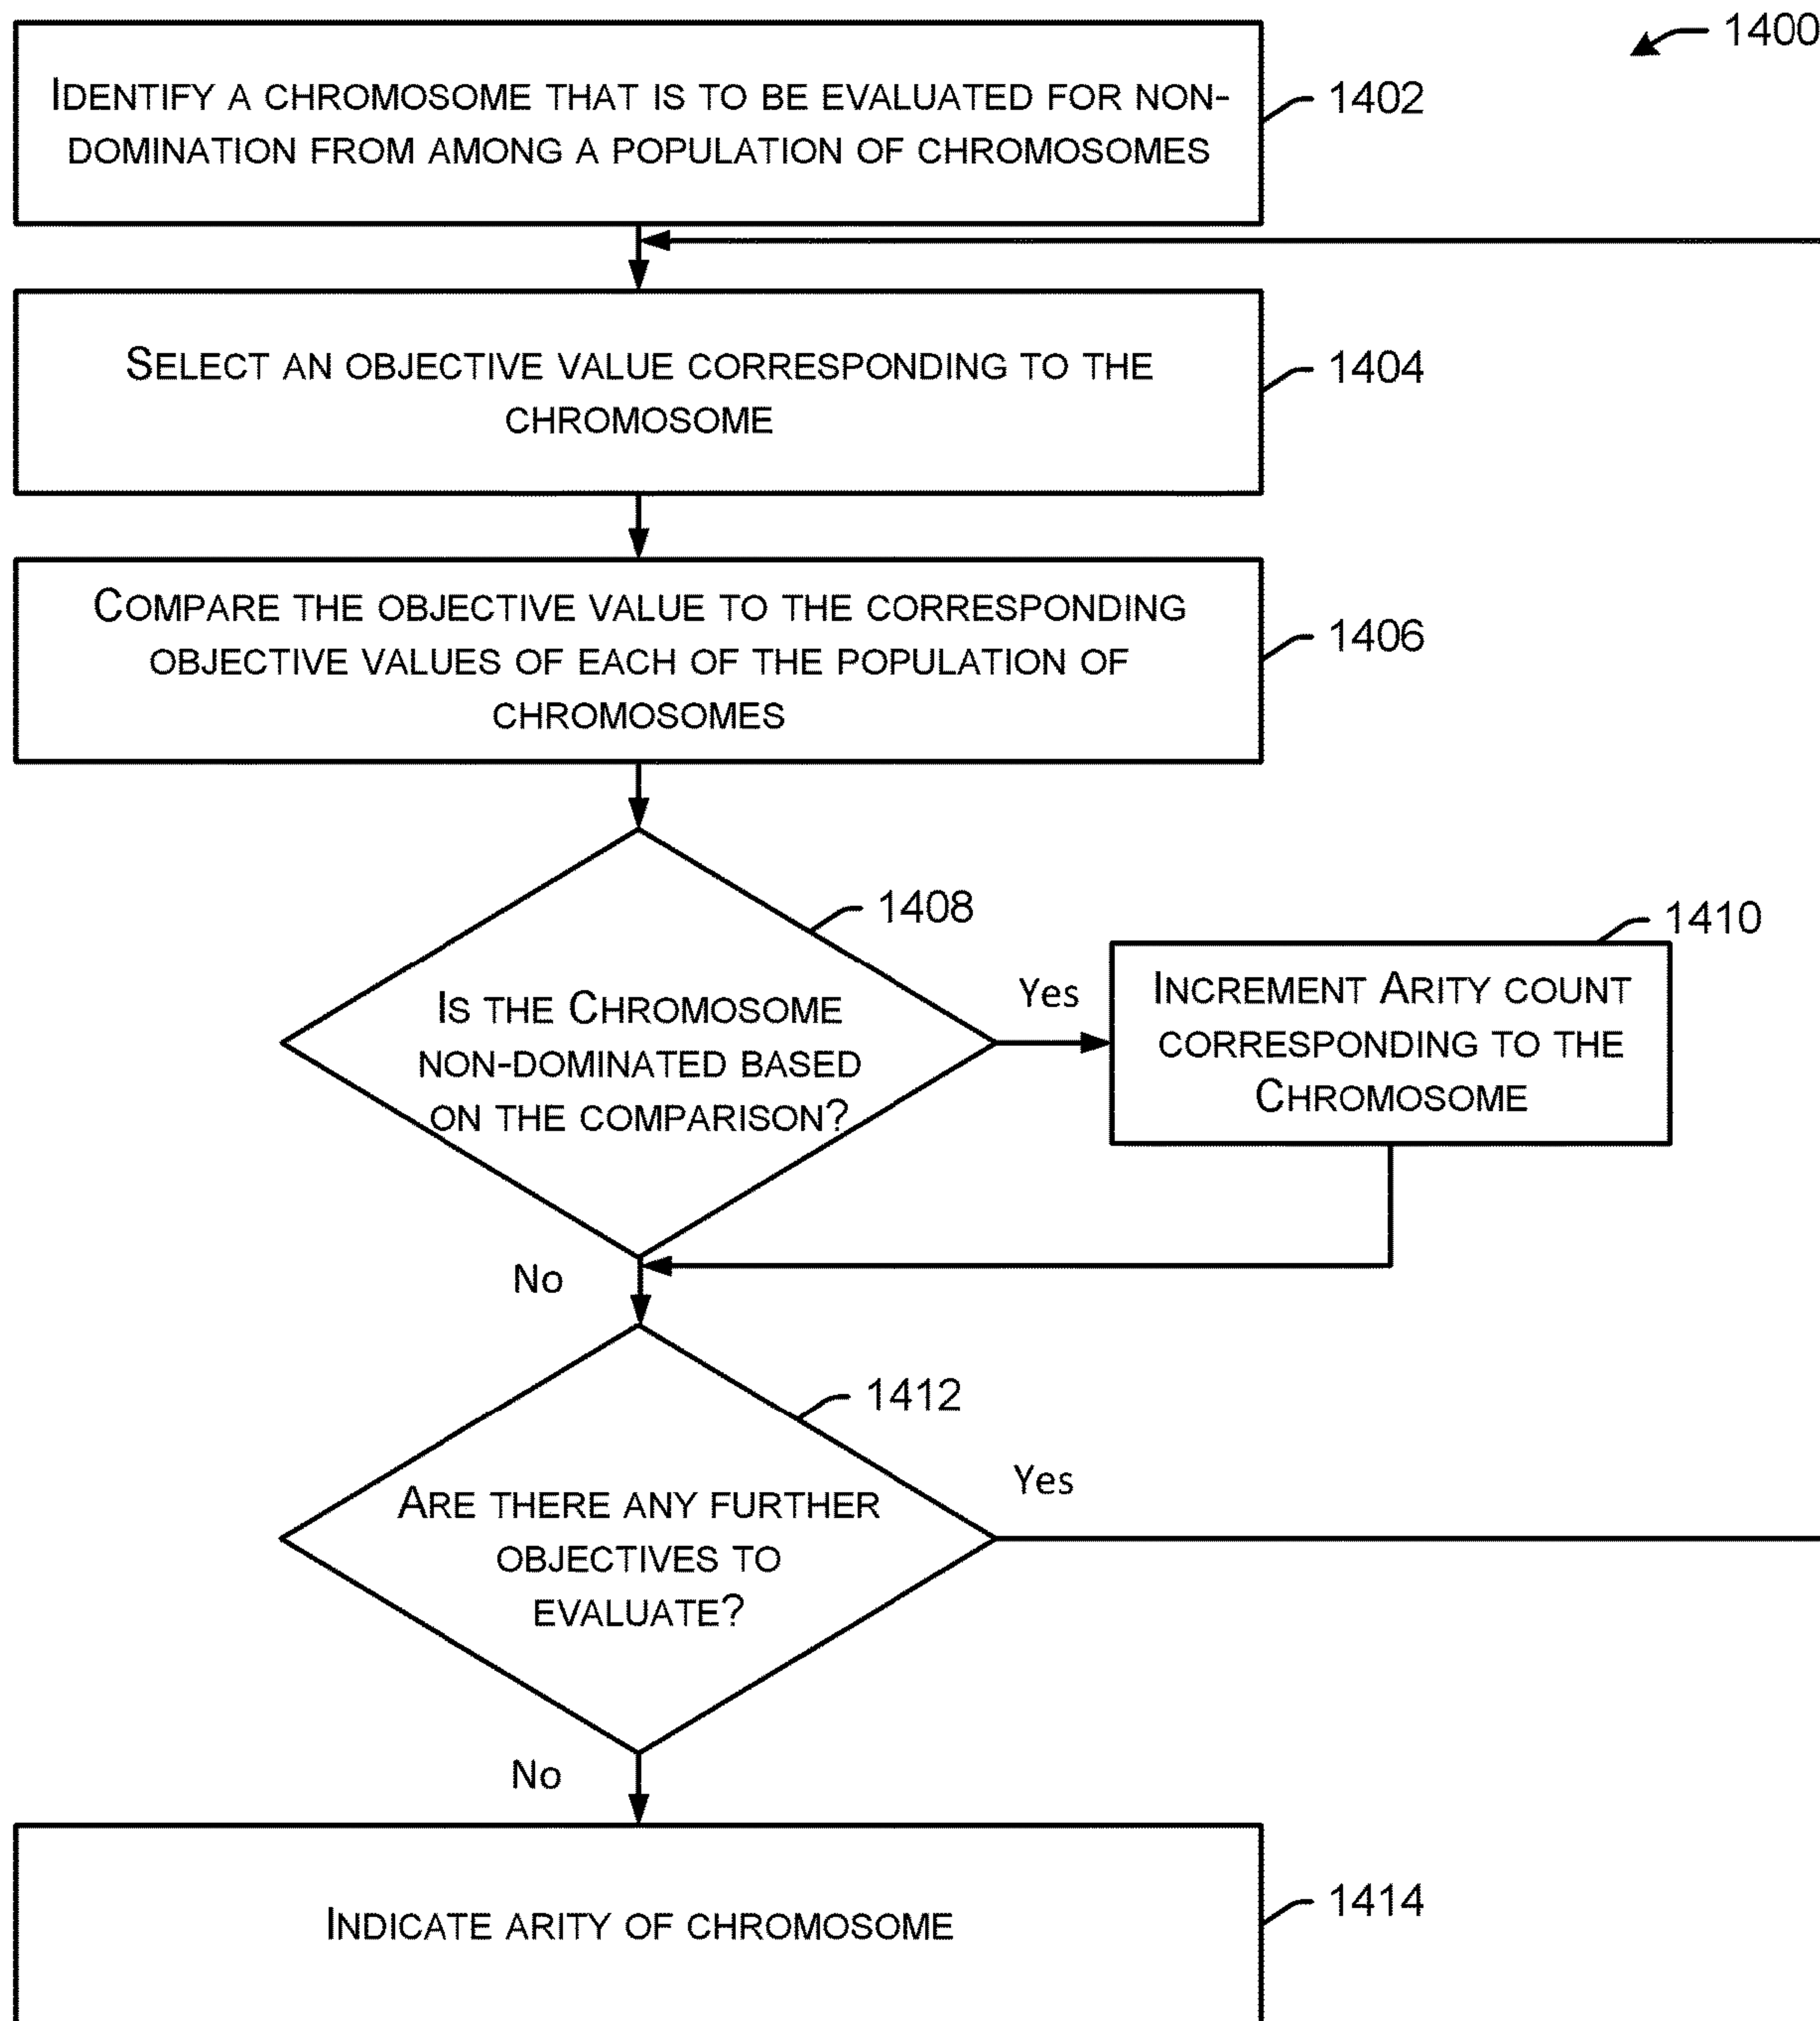 1400
IDENTIFY A CHROMOSOME THAT IS TO BE EVALUATED FOR NON-
DOMINATION FROM AMONG A POPULATION OF CHROMOSOMES
1402
SELECT AN OBJECTIVE VALUE CORRESPONDING TO THE
CHROMOSOME
1404
COMPARE THE OBJECTIVE VALUE TO THE CORRESPONDING
OBJECTIVE VALUES OF EACH OF THE POPULATION OF
CHROMOSOMES
1406
1408
IS THE CHROMOSOME
NON-DOMINATED BASED
ON THE COMPARISON?
Yes
1410
INCREMENT ARITY COUNT
CORRESPONDING TO THE
CHROMOSOME
No
1412
ARE THERE ANY FURTHER
OBJECTIVES TO
EVALUATE?
Yes
No
INDICATE ARITY OF CHROMOSOME
1414